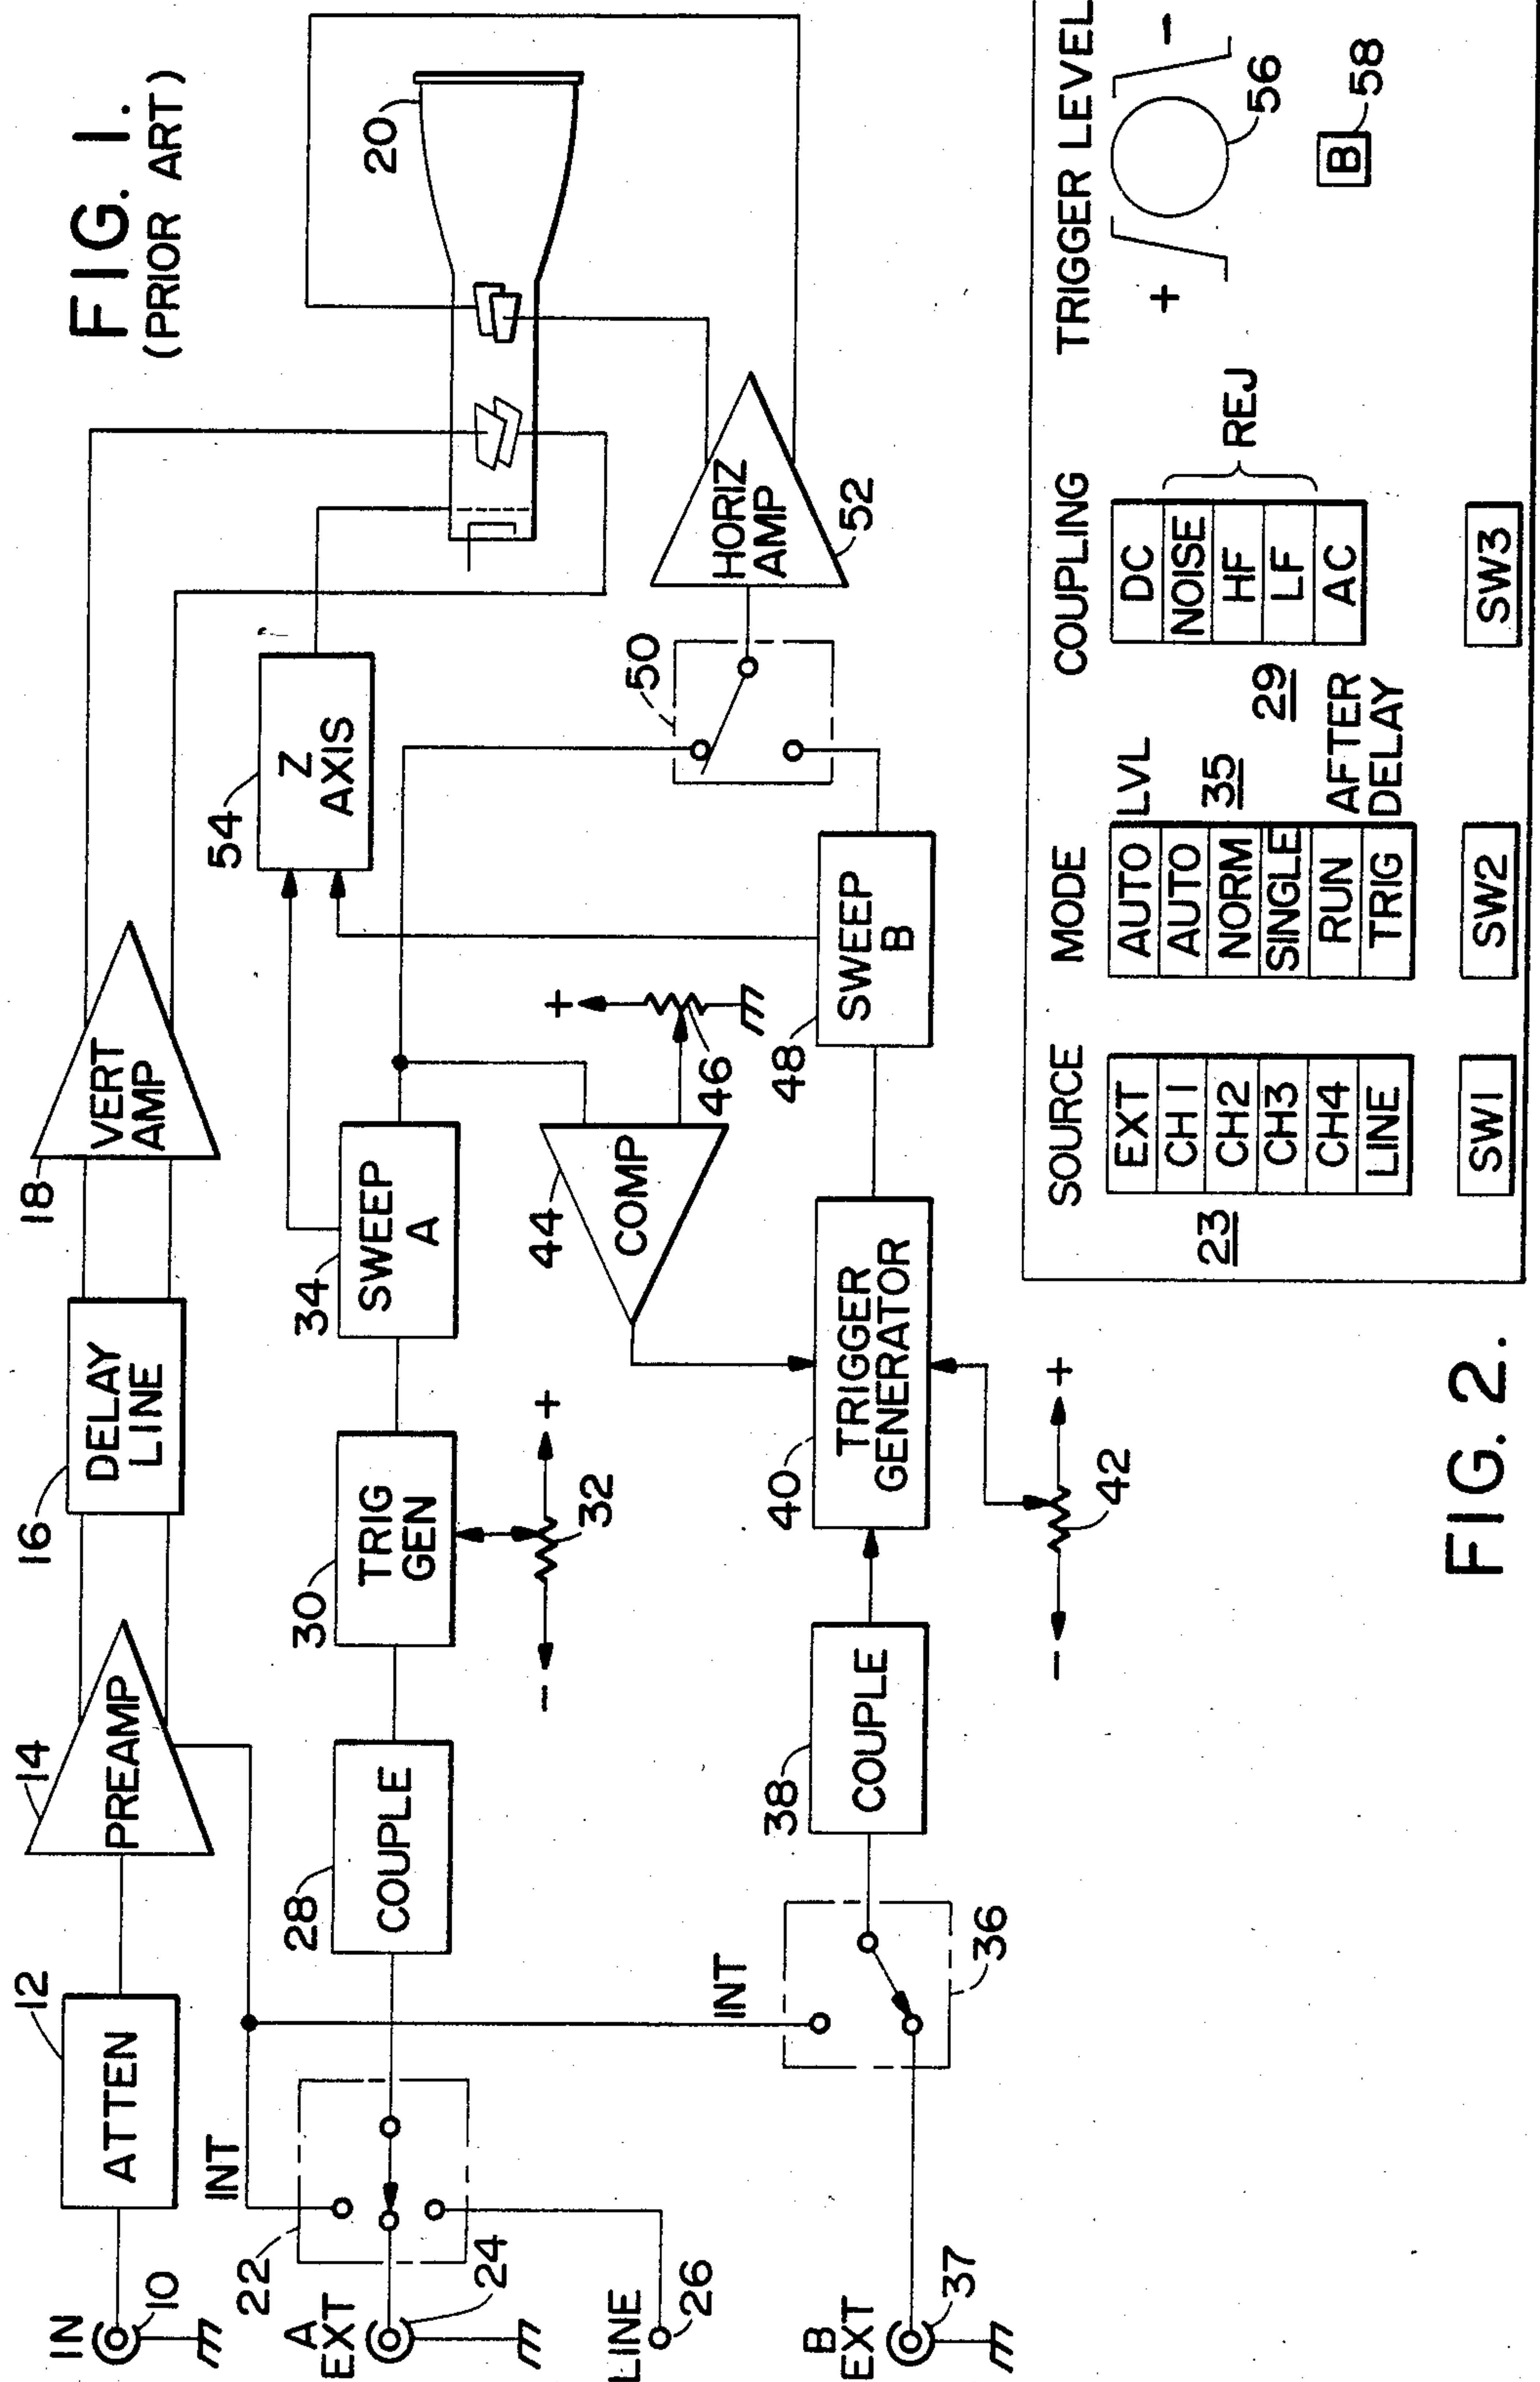 FIG. 1.
(PRIOR ART)
IN
10
12
ATTEN
14
PREAMP
16
DELAY
LINE
18
VERT
AMP
20
INT
22
A
EXT
24
LINE
26
28
COUPLE
30
TRIG
GEN
- +
32
34
SWEEP
A
54
Z
AXIS
44
COMP
+
46
50
HORIZ
AMP
52
B
EXT
37
INT
36
38
COUPLE
40
TRIGGER
GENERATOR
- +
42
48
SWEEP
B
SOURCE
23
EXT
CH 1
CH2
CH3
CH4
LINE
SW1
MODE
AUTO LVL
AUTO
NORM
SINGLE
RUN
TRIG
35
AFTER
DELAY
SW2
COUPLING
29
DC
NOISE
HF
LF
AC
REJ
SW3
TRIGGER LEVEL
+ -
56
B
58
FIG. 2.